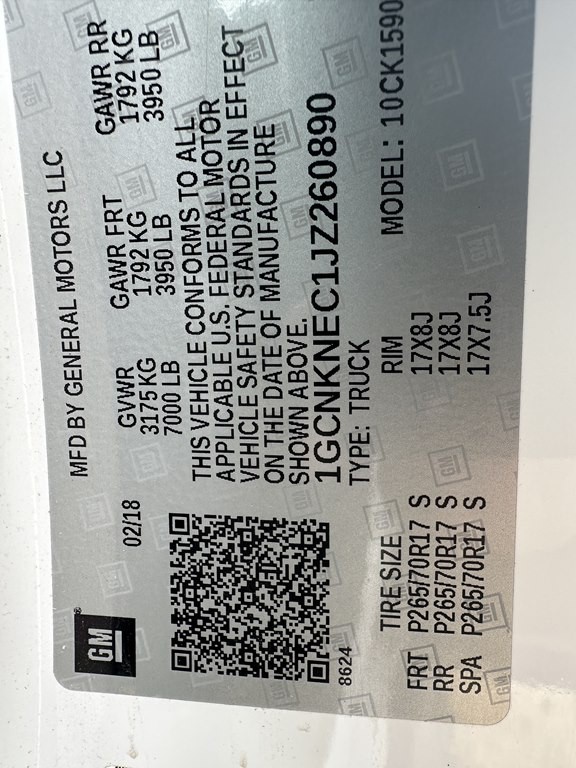 GM
MFD BY GENERAL MOTORS LLC
02/18
GVWR GAWR FRT GAWR RR
3175 KG 1792 KG 1792 KG
7000 LB 3950 LB 3950 LB
THIS VEHICLE CONFORMS TO ALL
APPLICABLE U.S. FEDERAL MOTOR
VEHICLE SAFETY STANDARDS IN EFFECT
ON THE DATE OF MANUFACTURE
SHOWN ABOVE.
1GCNKNEC1JZ260890
8624
TYPE: TRUCK
MODEL: 10CK1590
TIRE SIZE RIM
FRT P265/70R17 S 17X8J
RR P265/70R17 S 17X8J
SPA P265/70R17 S 17X7.5J